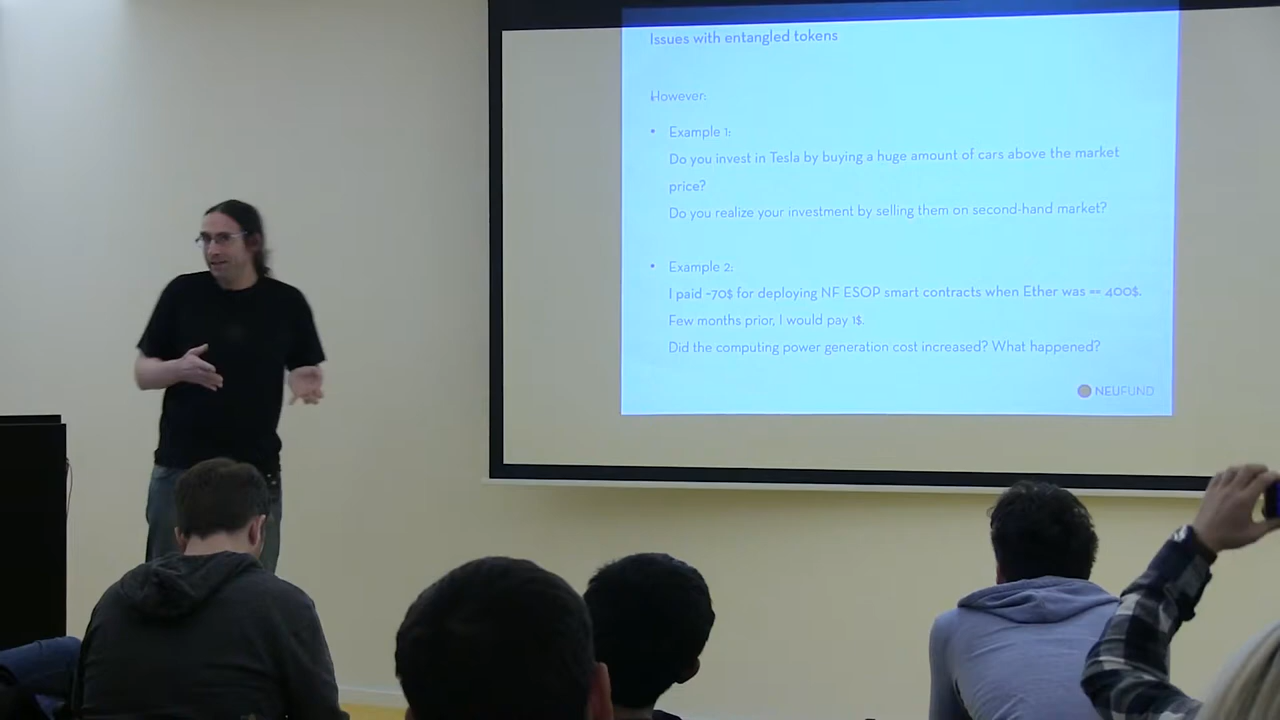 Issues with entangled tokens
However:
• Example 1:
Do you invest in Tesla by buying a huge amount of cars above the market
price?
Do you realize your investment by selling them on second-hand market?
• Example 2:
I paid ~70$ for deploying NF ESOP smart contracts when Ether was == 400$.
Few months prior, I would pay 1$.
Did the computing power generation cost increased? What happened?
NEUFUND